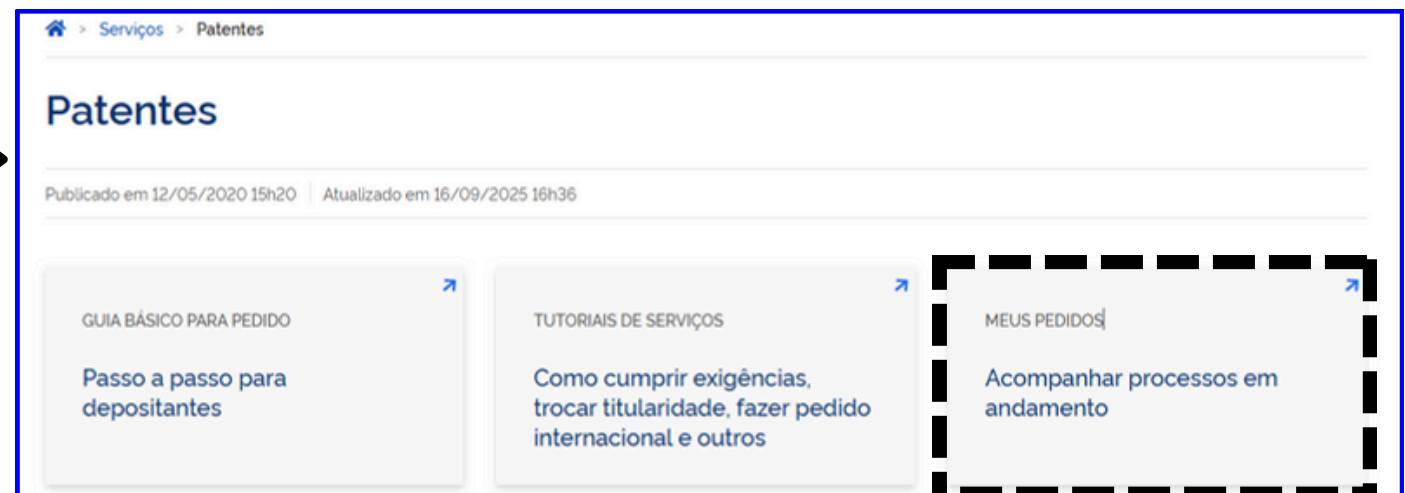 > Serviços > Patentes
Patentes
Publicado em 12/05/2020 15h20 Atualizado em 16/09/2025 16h36
GUIA BÁSICO PARA PEDIDO
Passo a passo para
depositantes
TUTORIAIS DE SERVIÇOS
Como cumprir exigências,
trocar titularidade, fazer pedido
internacional e outros
MEUS PEDIDOS
Acompanhar processos em
andamento